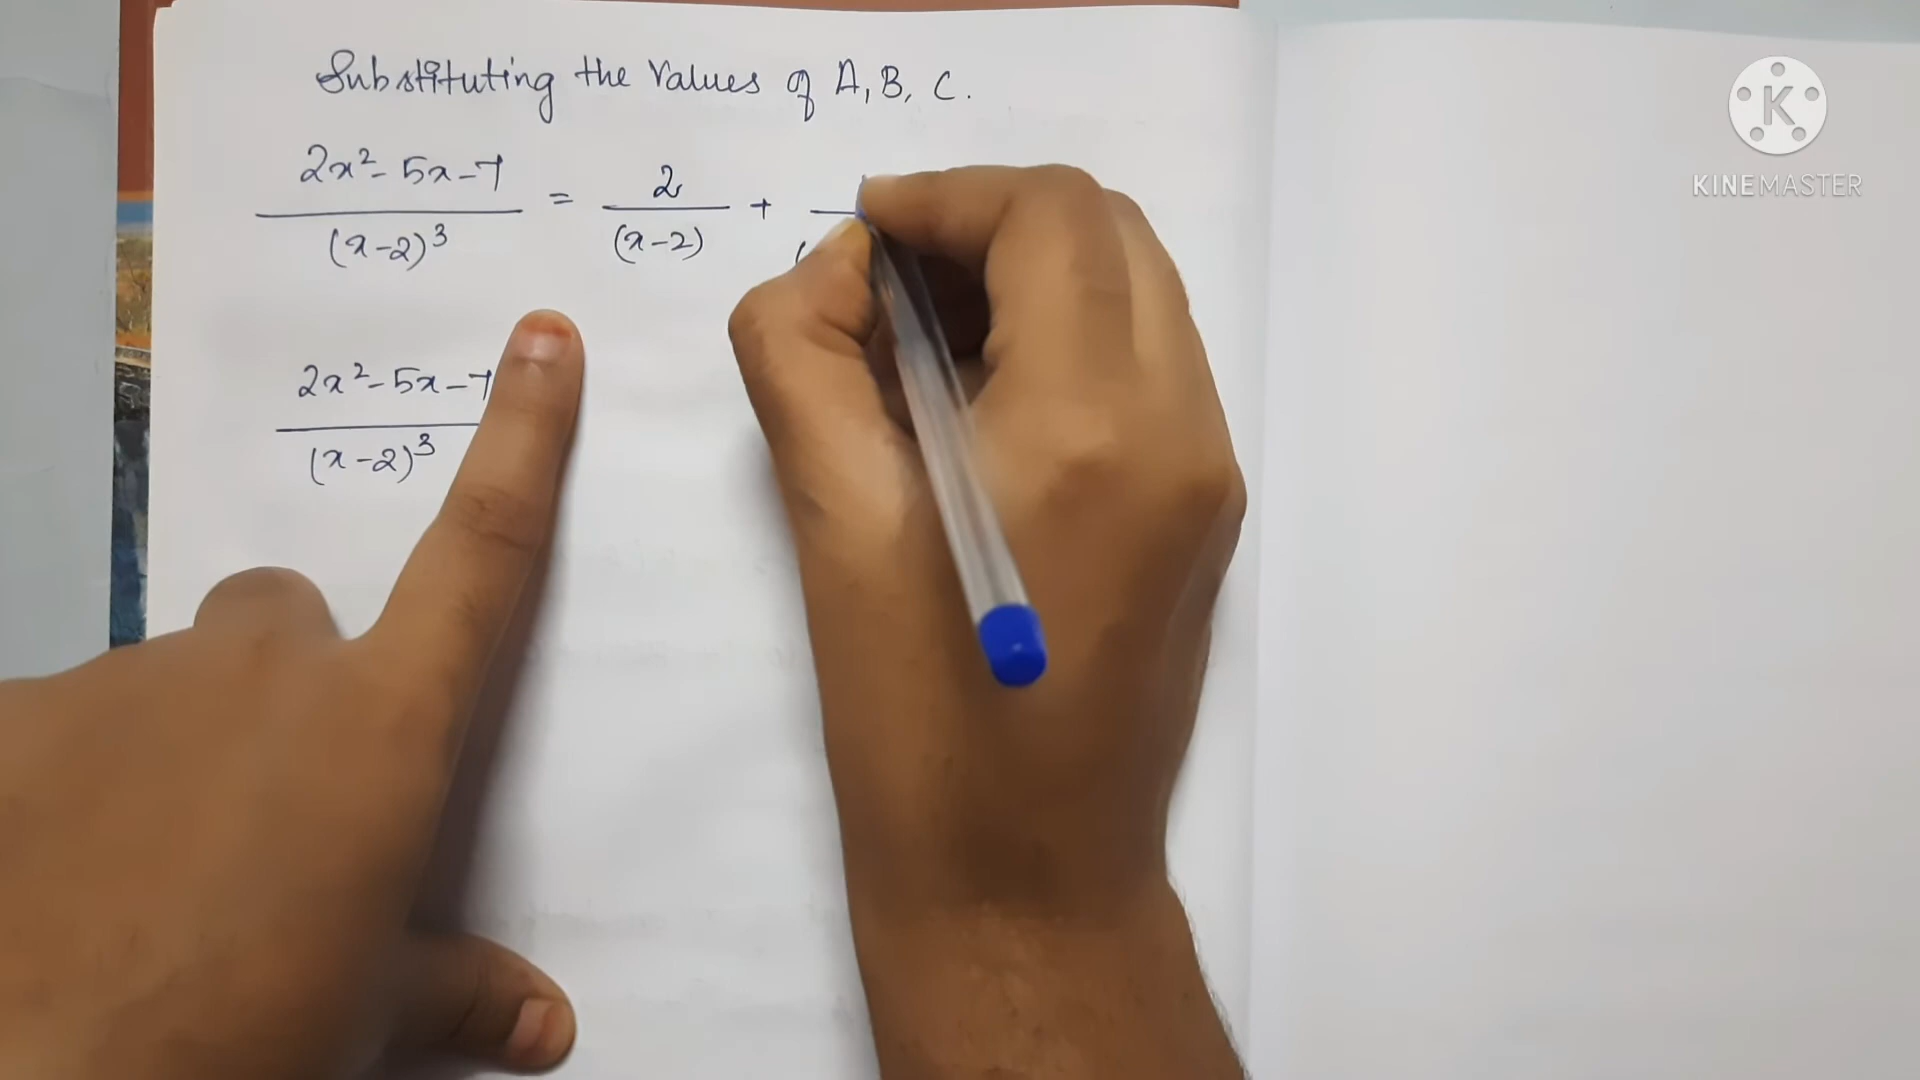 Substituting the Values of A, B, C.
2x² - 5x - 7 / (x-2)³ = 2 / (x-2) +
2x² - 5x - 7 / (x-2)³
K
KINEMASTER